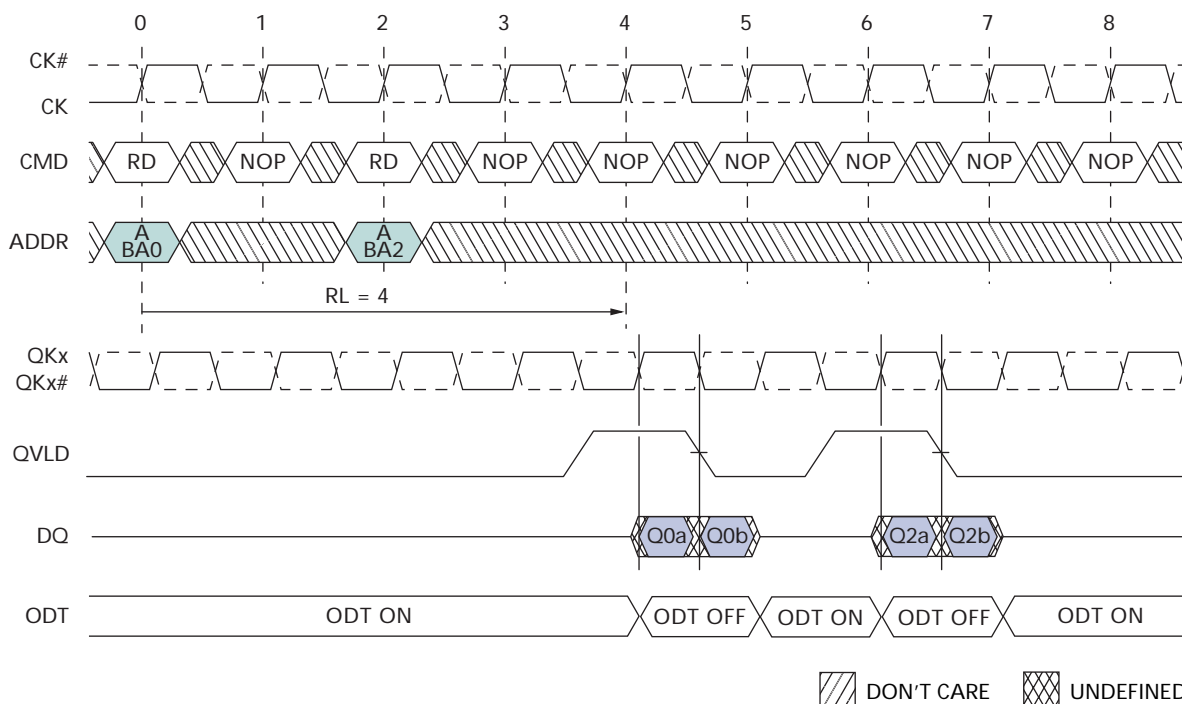 0 1 2 3 4 5 6 7 8
CK#
CK
CMD RD NOP RD NOP NOP NOP NOP NOP NOP
ADDR A BA0 A BA2
RL = 4
QKx
QKx#
QVLD
DQ Q0a Q0b Q2a Q2b
ODT ODT ON ODT OFF ODT ON ODT OFF ODT ON
DON'T CARE UNDEFINED